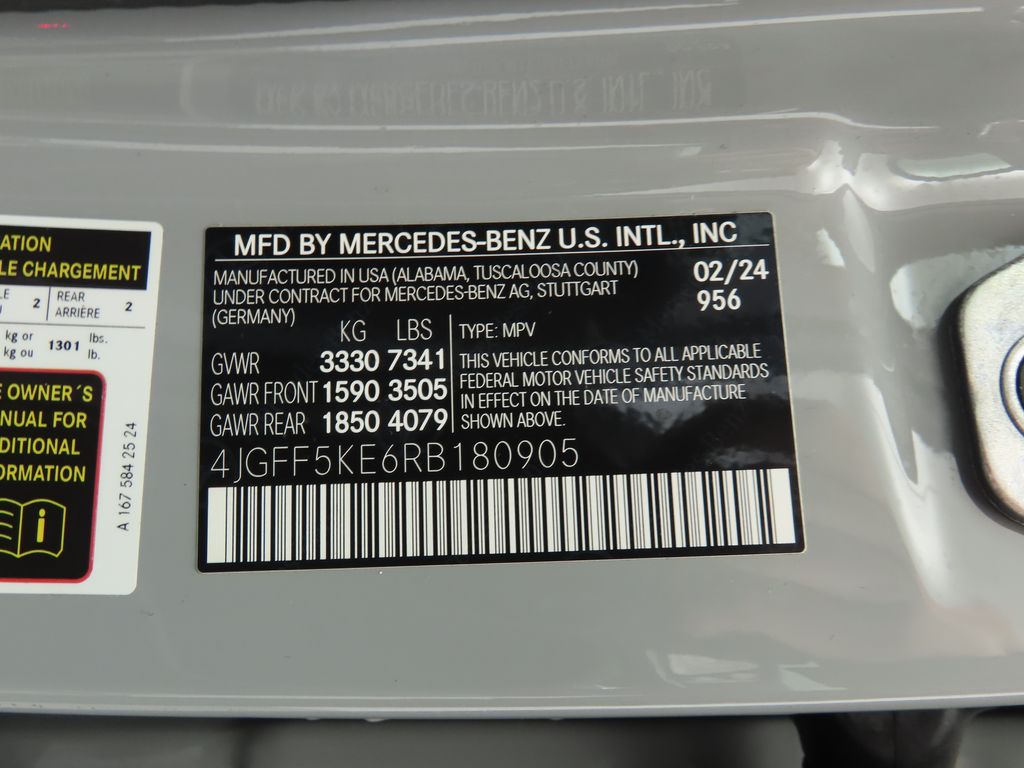 ATION
LE CHARGEMENT
LE 2 REAR 2
ARRIÈRE
kg or 1301 lbs.
kg ou lb.
E OWNER´S
ANUAL FOR
DDITIONAL
FORMATION
i
A 167 584 25 24
MFD BY MERCEDES-BENZ U.S. INTL., INC
MANUFACTURED IN USA (ALABAMA, TUSCALOOSA COUNTY) 02/24
UNDER CONTRACT FOR MERCEDES-BENZ AG, STUTTGART 956
(GERMANY)
KG LBS
GVWR 3330 7341
GAWR FRONT 1590 3505
GAWR REAR 1850 4079
TYPE: MPV
THIS VEHICLE CONFORMS TO ALL APPLICABLE
FEDERAL MOTOR VEHICLE SAFETY STANDARDS
IN EFFECT ON THE DATE OF MANUFACTURE
SHOWN ABOVE.
4JGFF5KE6RB180905